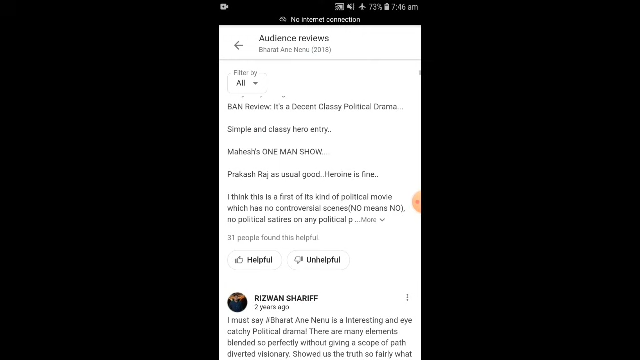 73% 7:46 am
No internet connection
Audience reviews
Bharat Ane Nenu (2018)
Filter by
All
BAN Review: It's a Decent Classy Political Drama...
Simple and classy hero entry..
Mahesh's ONE MAN SHOW...
Prakash Raj as usual good..Heroine is fine..
I think this is a first of its kind of political movie
which has no controversial scenes(NO means NO),
no political satires on any political p ...More
31 people found this helpful
Helpful
Unhelpful
RIZWAN SHARIFF
2 years ago
I must say #Bharat Ane Nenu is a Interesting and eye
catchy Political drama! There are many elements
blended so perfectly without giving a scope of path
diverted visionary. Showed us the truth so fairly what